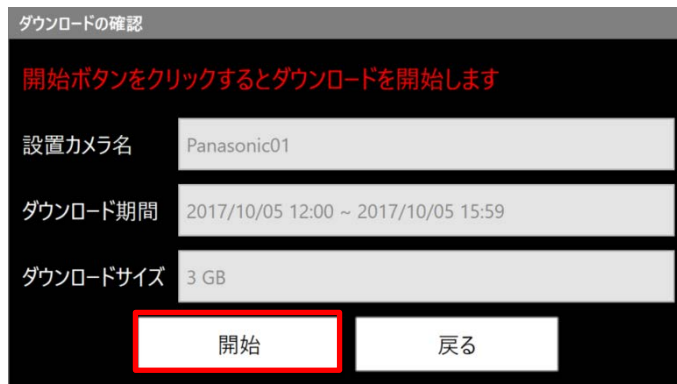 ダウンロードの確認
開始ボタンをクリックするとダウンロードを開始します
設置カメラ名 Panasonic01
ダウンロード期間 2017/10/05 12:00 ~ 2017/10/05 15:59
ダウンロードサイズ 3 GB
開始 戻る